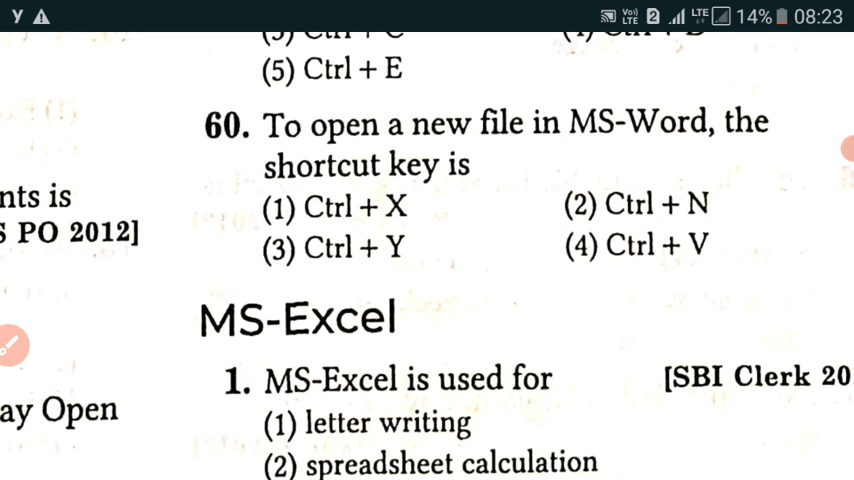 14% 08:23
(5) Ctrl + E
60. To open a new file in MS-Word, the
shortcut key is
(1) Ctrl + X (2) Ctrl + N
(3) Ctrl + Y (4) Ctrl + V
nts is
S PO 2012]
MS-Excel
1. MS-Excel is used for [SBI Clerk 20
ay Open
(1) letter writing
(2) spreadsheet calculation